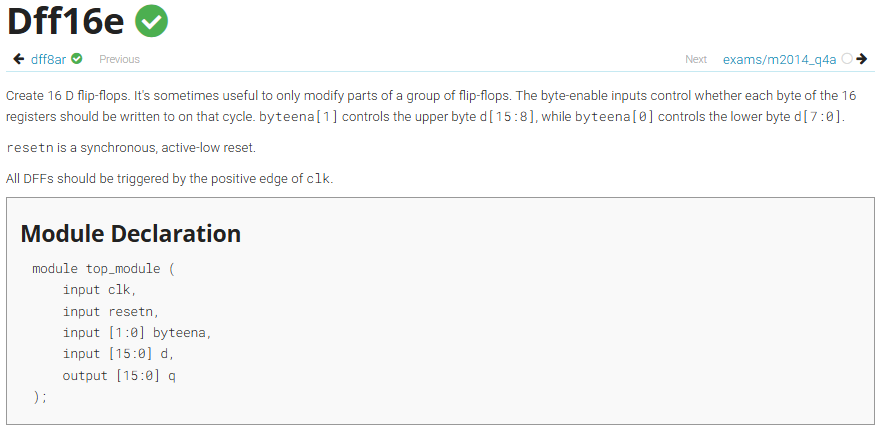 Dff16e
dff8ar Previous Next exams/m2014_q4a
Create 16 D flip-flops. It's sometimes useful to only modify parts of a group of flip-flops. The byte-enable inputs control whether each byte of the 16
registers should be written to on that cycle. byteena[1] controls the upper byte d[15:8], while byteena[0] controls the lower byte d[7:0].
resetn is a synchronous, active-low reset.
All DFFs should be triggered by the positive edge of clk.
Module Declaration
module top_module (
    input clk,
    input resetn,
    input [1:0] byteena,
    input [15:0] d,
    output [15:0] q
);